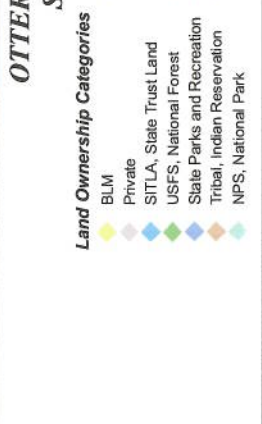 OTTER
S
Land Ownership Categories
BLM
Private
SITLA, State Trust Land
USFS, National Forest
State Parks and Recreation
Tribal, Indian Reservation
NPS, National Park